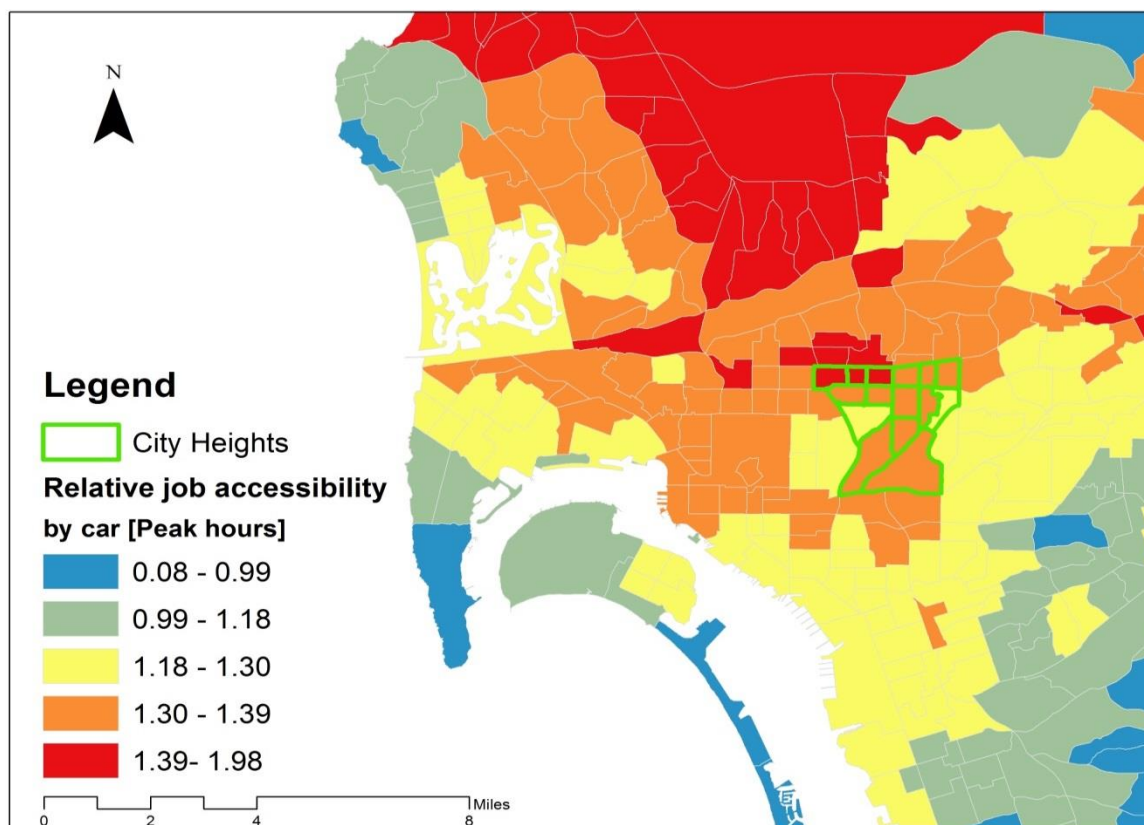 N
Legend
City Heights
Relative job accessibility
by car [Peak hours]
0.08 - 0.99
0.99 - 1.18
1.18 - 1.30
1.30 - 1.39
1.39- 1.98
Miles
0 2 4 8